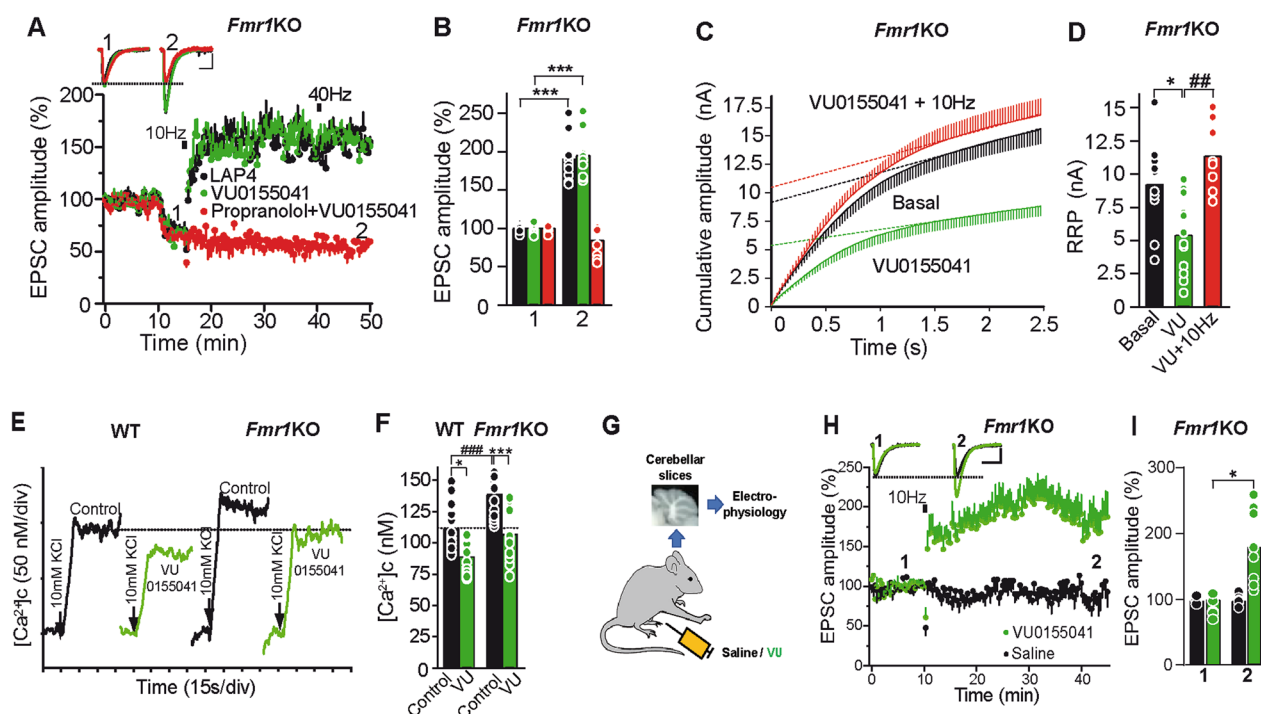 A
Fmr1KO
1
2
EPSC amplitude (%)
200
150
100
50
0
40Hz
10Hz
LAP4
VU0155041
Propranolol+VU0155041
1
2
0
10
20
30
40
50
Time (min)
B
Fmr1KO
EPSC amplitude (%)
250
200
150
100
50
0
***
***
1
2
C
Fmr1KO
Cumulative amplitude (nA)
17.5
15
12.5
10
7.5
5
2.5
0
VU0155041 + 10Hz
Basal
VU0155041
0
0.5
1
1.5
2
2.5
Time (s)
D
Fmr1KO
RRP (nA)
15
12.5
10
7.5
5
2.5
0
*
##
Basal
VU
VU+10Hz
E
WT
Fmr1KO
[Ca²⁺]c (50 nM/div)
Control
10mM KCl
10mM KCl
VU
0155041
Control
10mM KCl
10mM KCl
VU
0155041
Time (15s/div)
F
WT Fmr1KO
[Ca²⁺]c (nM)
150
125
100
75
50
25
0
###
*
***
Control
VU
Control
VU
G
Cerebellar
slices
Electro-
physiology
Saline / VU
H
Fmr1KO
1
2
EPSC amplitude (%)
250
200
150
100
50
0
10Hz
1
2
VU0155041
Saline
0
10
20
30
40
Time (min)
I
Fmr1KO
EPSC amplitude (%)
300
200
100
0
*
1
2